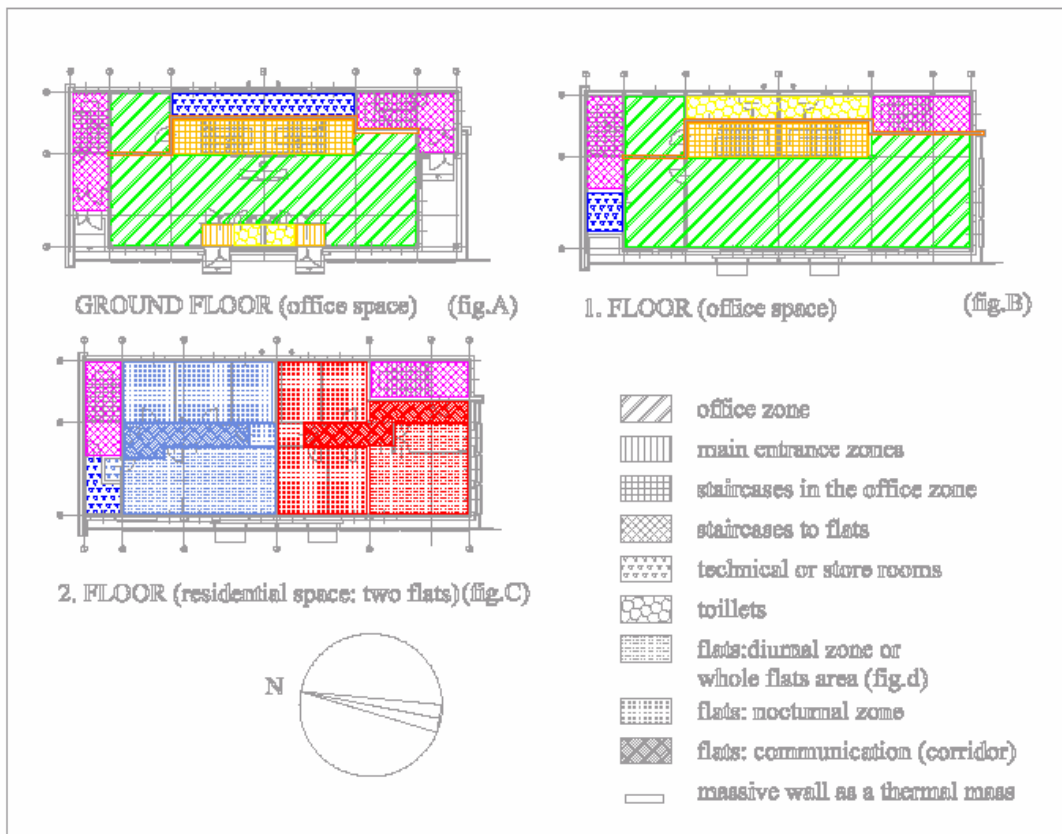 GROUND FLOOR (office space) (fig.A)
1. FLOOR (office space) (fig.B)
2. FLOOR (residential space: two flats)(fig.C)
N
office zone
main entrance zones
staircases in the office zone
staircases to flats
technical or store rooms
toillets
flats:diurnal zone or
whole flats area (fig.d)
flats: nocturnal zone
flats: communication (corridor)
massive wall as a thermal mass